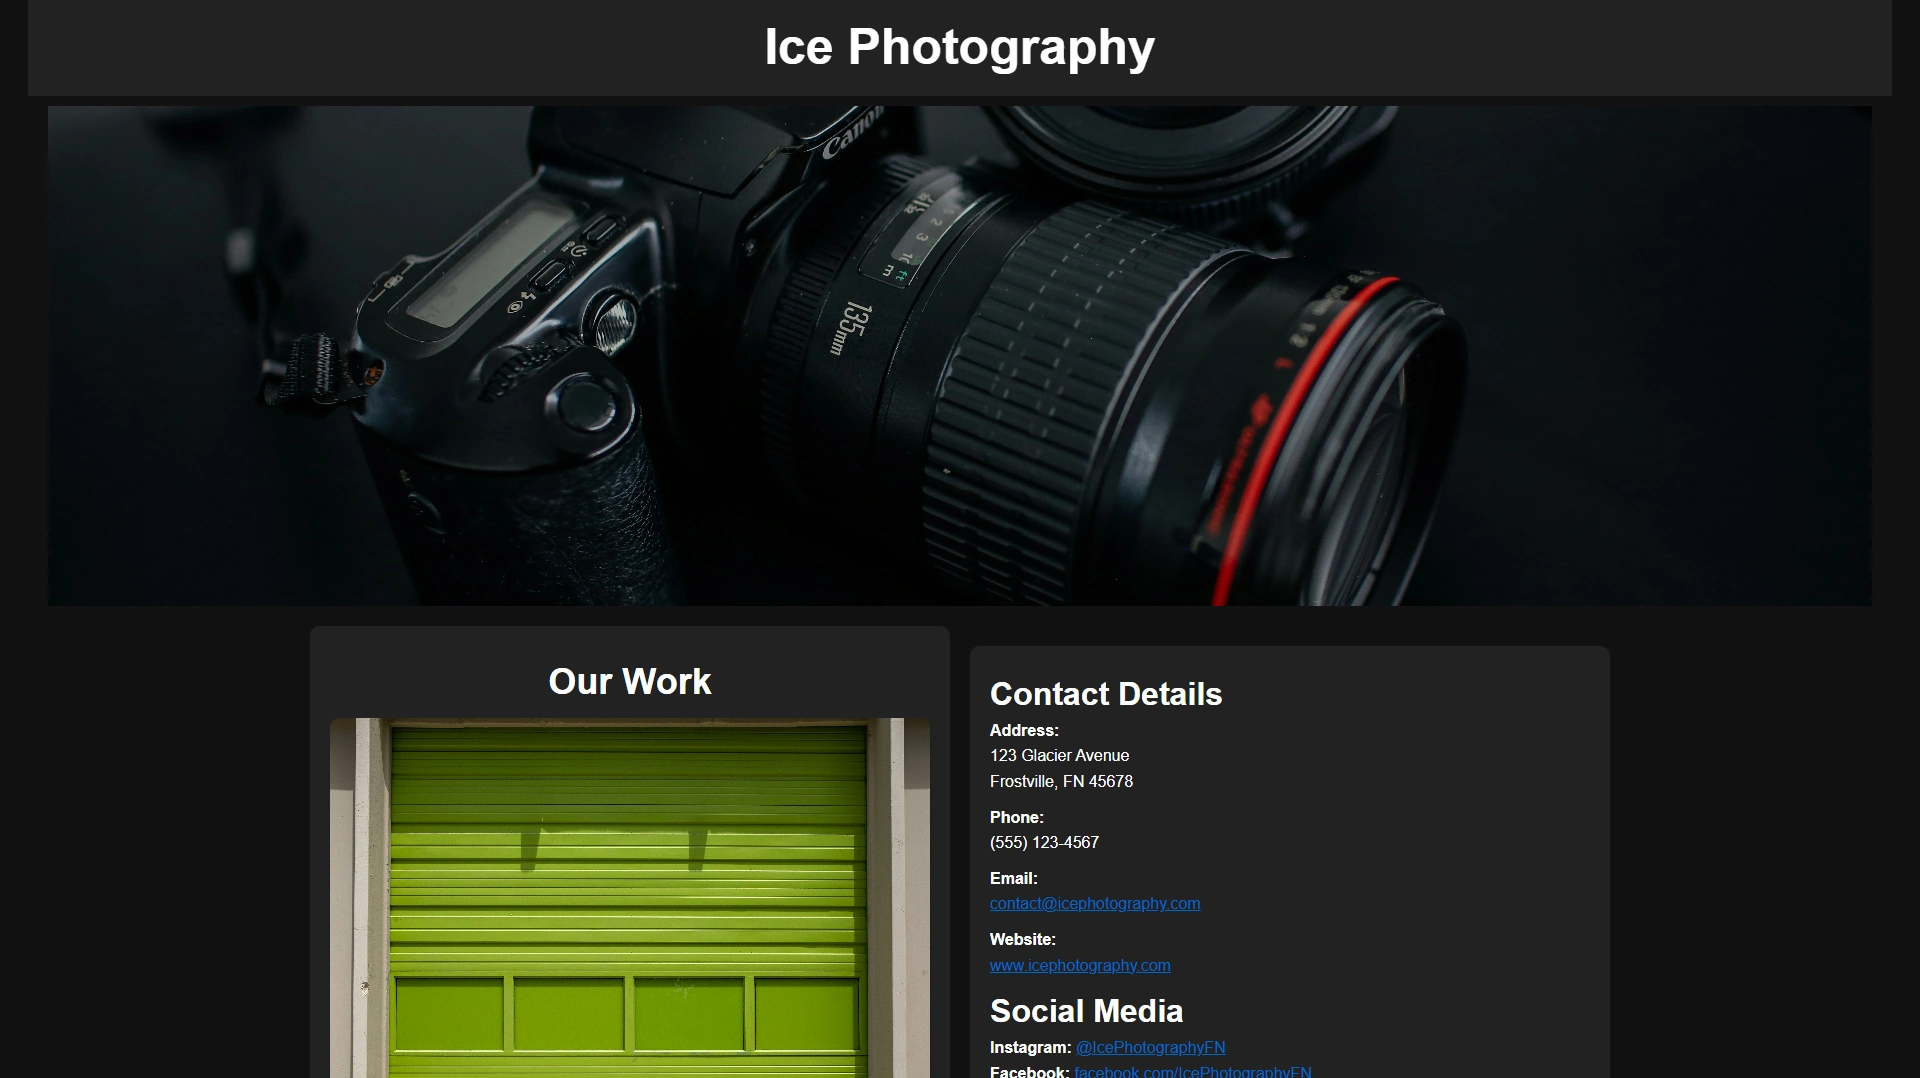 Ice Photography
Canon
135mm
Our Work
Contact Details
Address:
123 Glacier Avenue
Frostville, FN 45678
Phone:
(555) 123-4567
Email:
contact@icephotography.com
Website:
www.icephotography.com
Social Media
Instagram: @IcePhotographyFN
Facebook: facebook.com/IcePhotographyFN